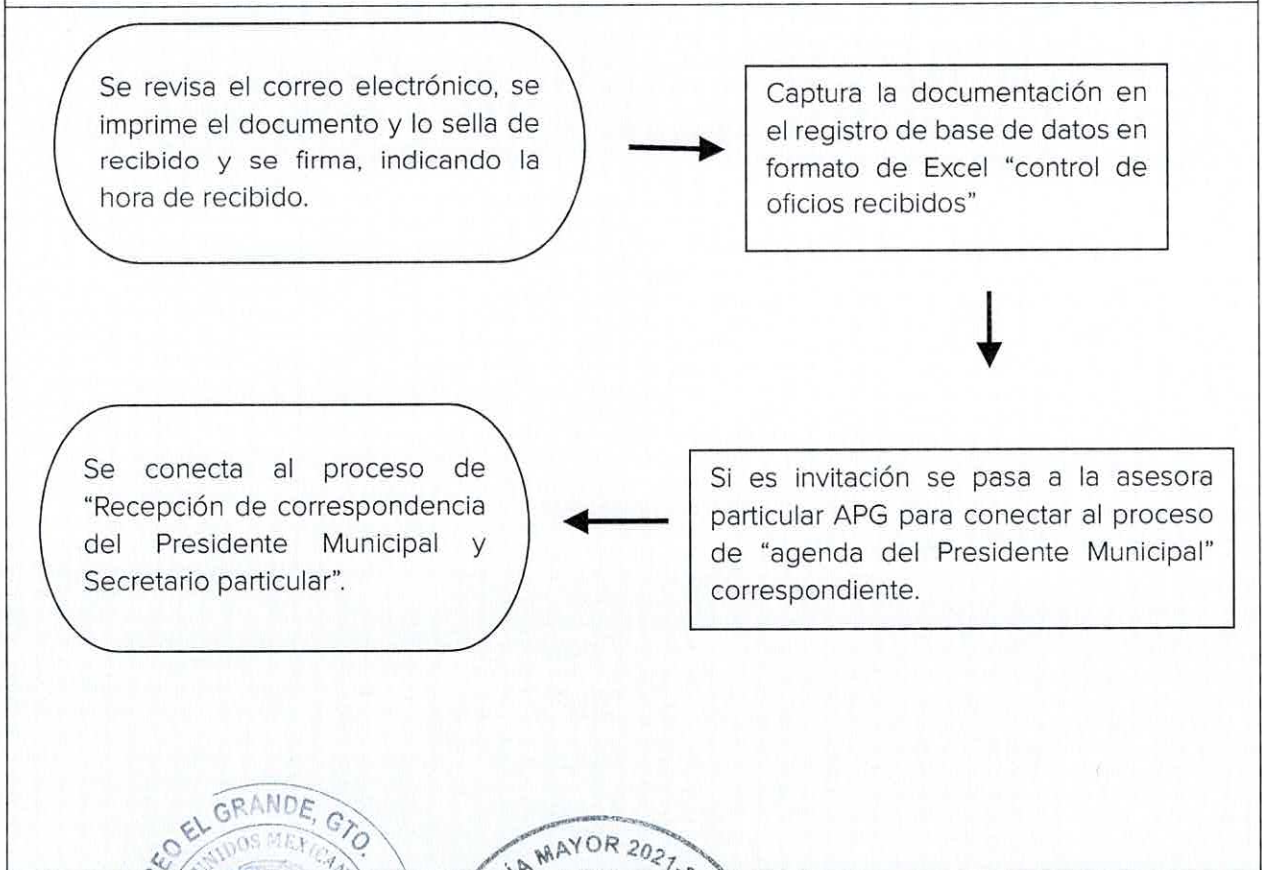 Se revisa el correo electrónico, se
imprime el documento y lo sella de
recibido y se firma, indicando la
hora de recibido.
Captura la documentación en
el registro de base de datos en
formato de Excel “control de
oficios recibidos”
Si es invitación se pasa a la asesora
particular APG para conectar al proceso
de “agenda del Presidente Municipal”
correspondiente.
Se conecta al proceso de
“Recepción de correspondencia
del Presidente Municipal y
Secretario particular”.
EL GRANDE, GTO.
MAYOR 2021